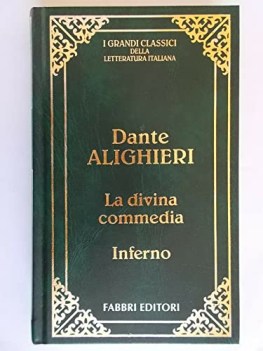 I GRANDI CLASSICI
DELLA
LETTERATURA ITALIANA
Dante
ALIGHIERI
La divina
commedia
Inferno
FABBRI EDITORI